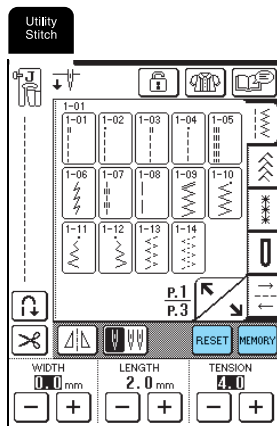 Utility
Stitch
J
1-01
1-01 1-02 1-03 1-04 1-05
1-06 1-07 1-08 1-09 1-10
1-11 1-12 1-13 1-14
P.1
P.3
RESET MEMORY
WIDTH LENGTH TENSION
0.0 mm 2.0 mm 4.0
− + − + − +